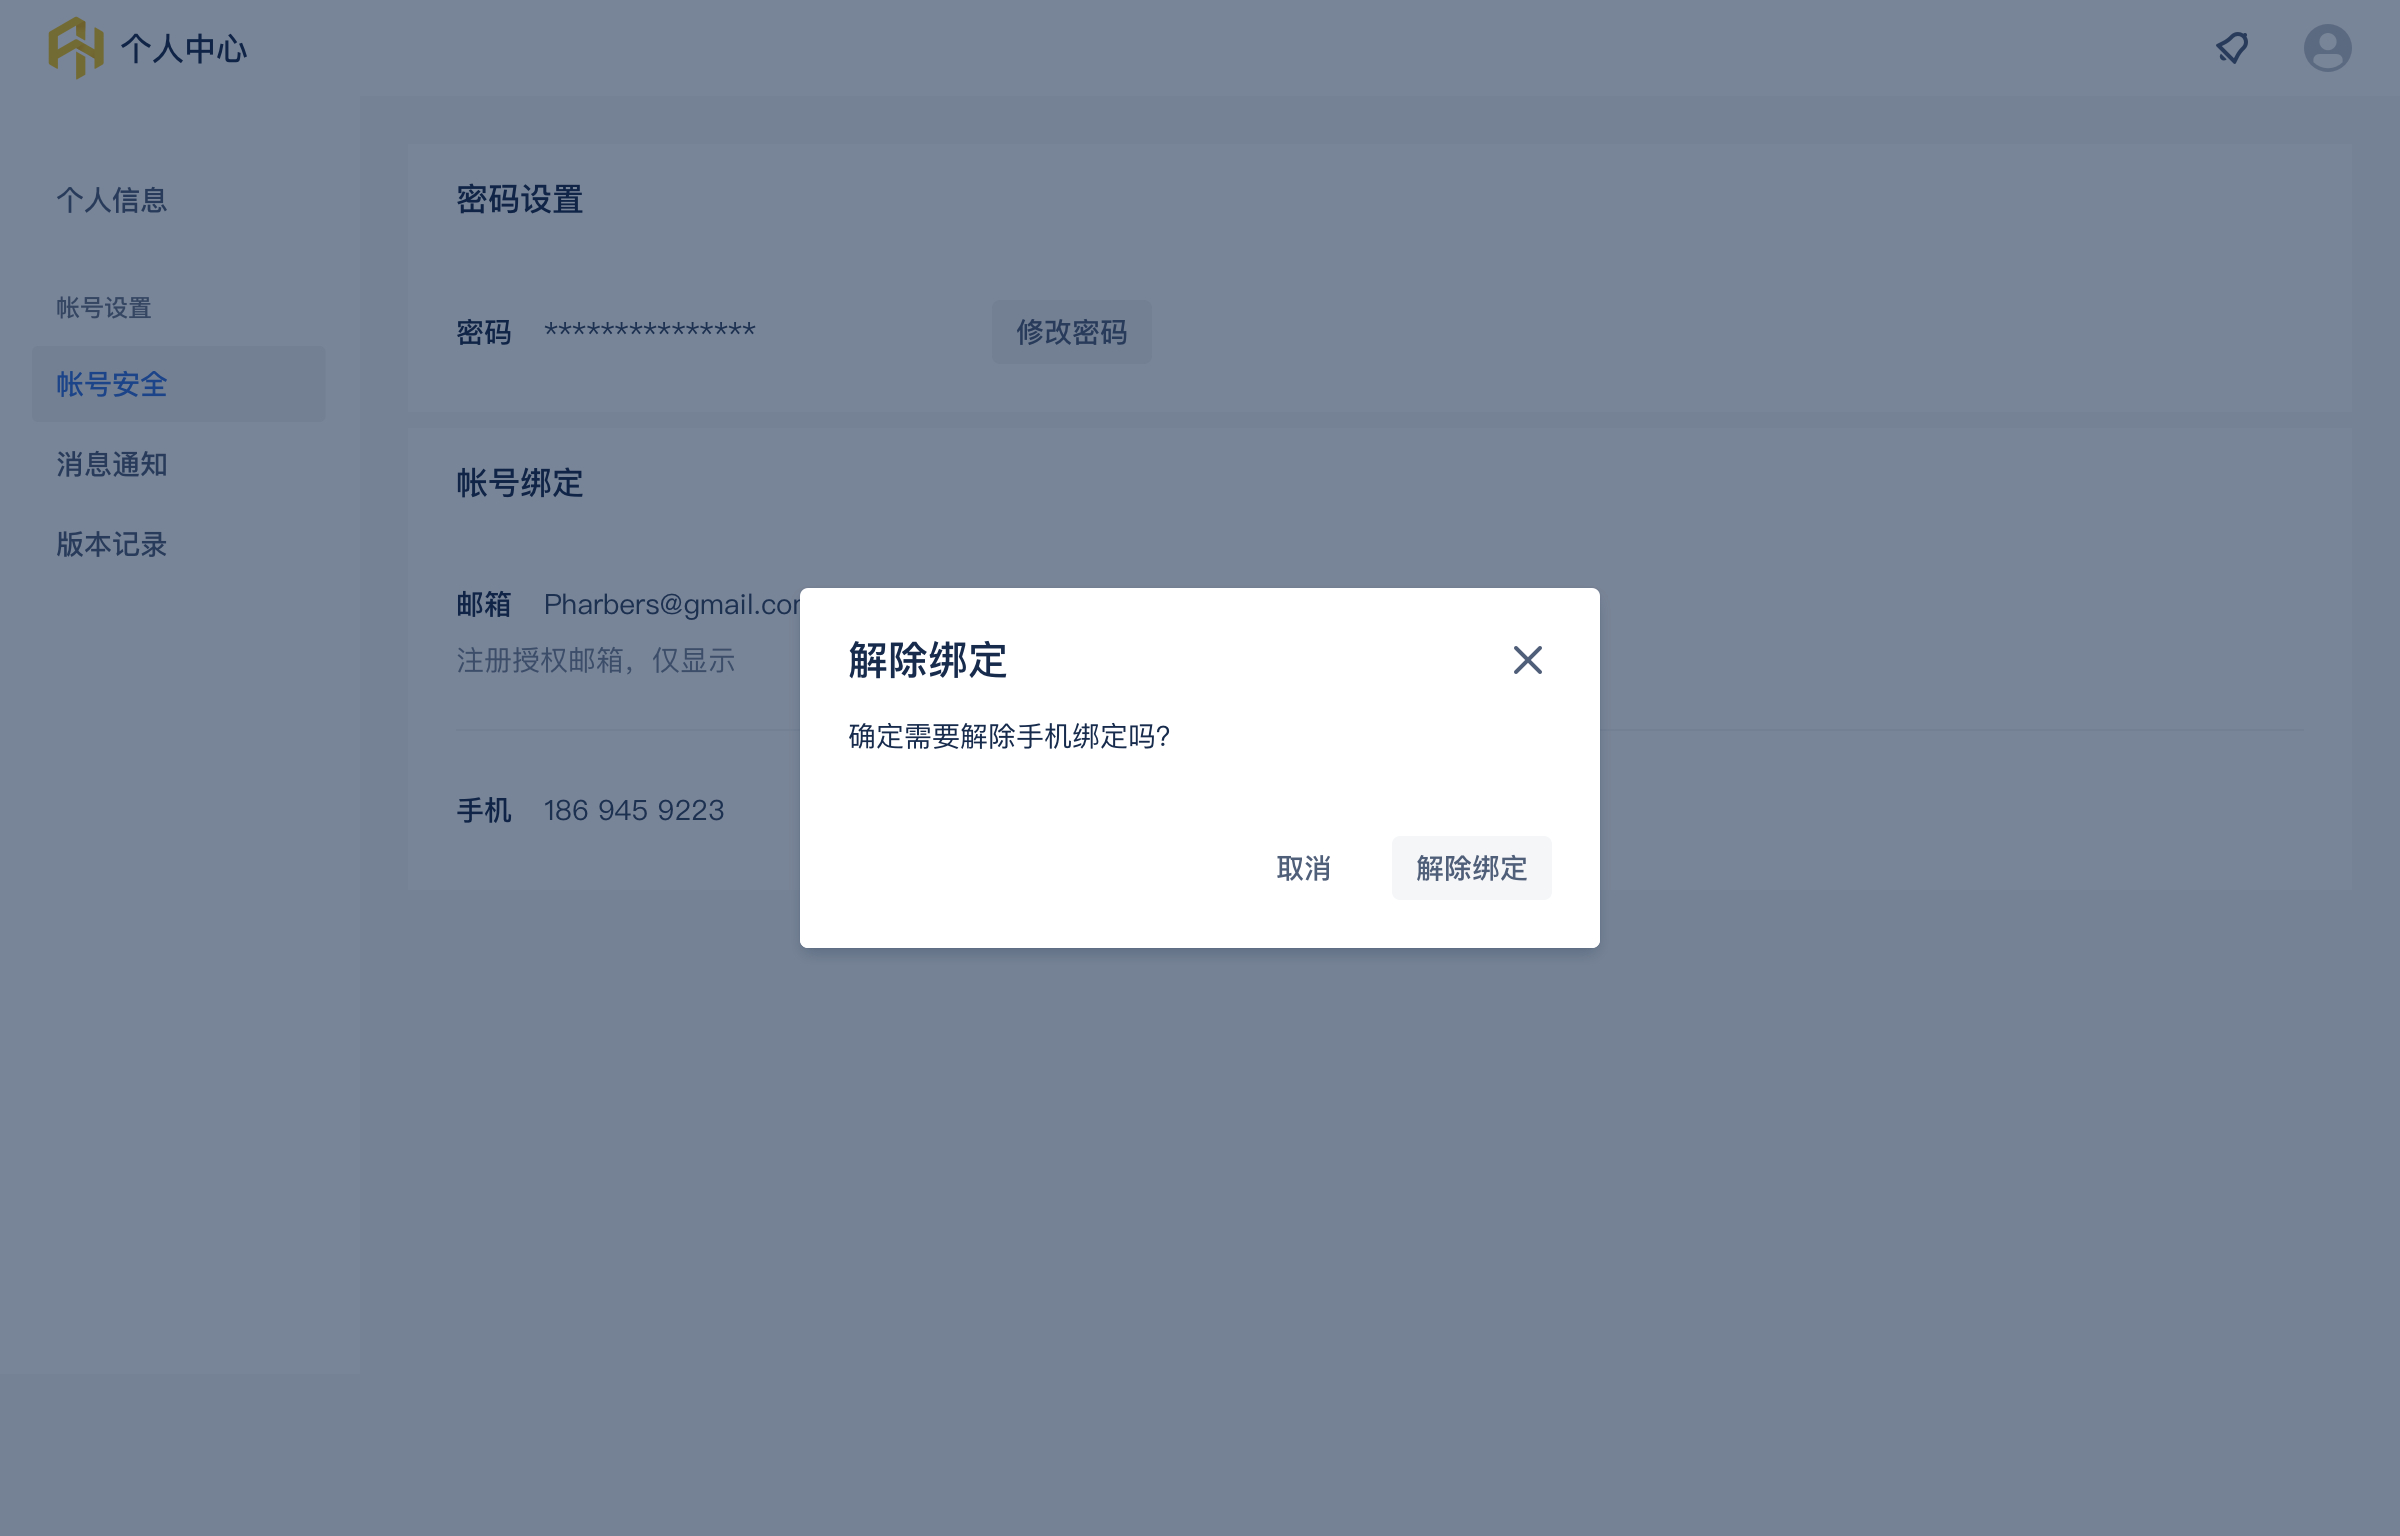 个人中心
个人信息
帐号设置
帐号安全
消息通知
版本记录
密码设置
密码 ***************
修改密码
帐号绑定
邮箱 Pharbers@gmail.com
注册授权邮箱，仅显示
手机 186 945 9223
解除绑定
确定需要解除手机绑定吗？
取消
解除绑定